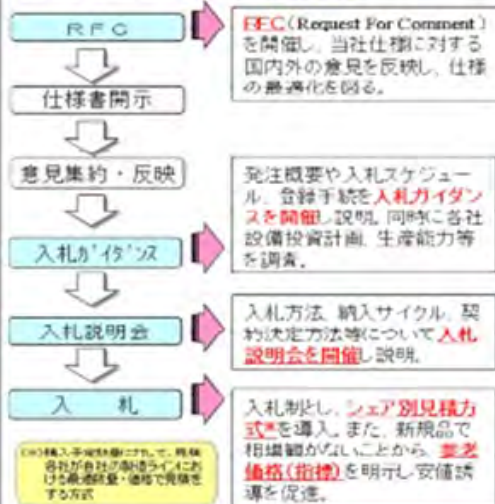 RFC
RFC(Request For Comment)
を開催し、当社仕様に対する
国内外の意見を反映し、仕様
の最適化を図る。
仕様書開示
意見集約・反映
発注概要や入札スケジュー
ル、登録手続を入札ガイダン
スを開催し説明。同時に各社
設備投資計画、生産能力等
を調査。
入札ガイダンス
入札説明会
入札方法、納入サイクル、契
約決定方法等について入札
説明会を開催し説明。
入 札
入札制とし、シェア別見積方
式※を導入。また、新規品で
相場観がないことから、参考
価格(指標)を明示し安値誘
導を促進。
(※)購入予定数量に対して、見積
各社が自社の製造ラインにお
ける最適数量・価格で見積を
する方式